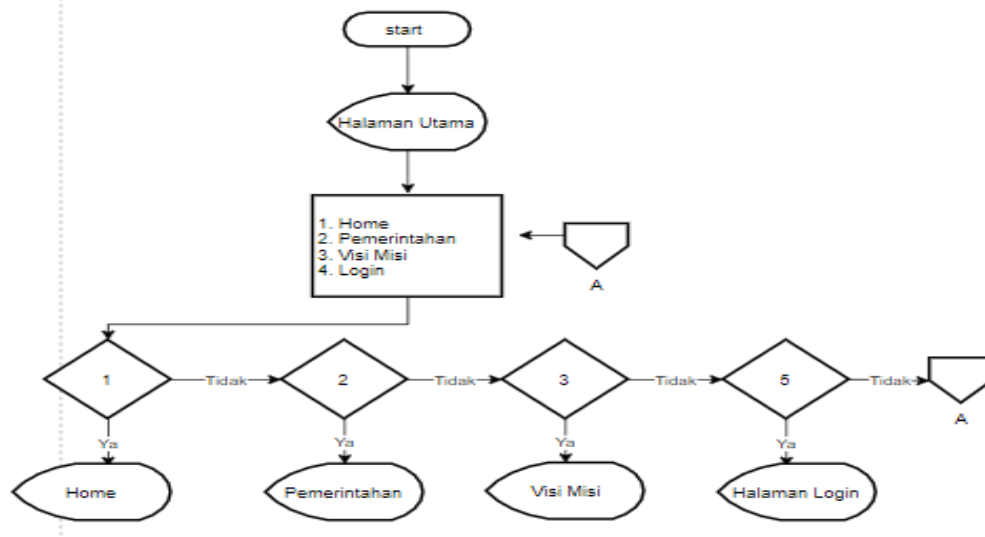 start
Halaman Utama
1. Home
2. Pemerintahan
3. Visi Misi
4. Login
A
1
Tidak
2
Tidak
3
Tidak
5
Tidak
A
Ya
Ya
Ya
Ya
Home
Pemerintahan
Visi Misi
Halaman Login